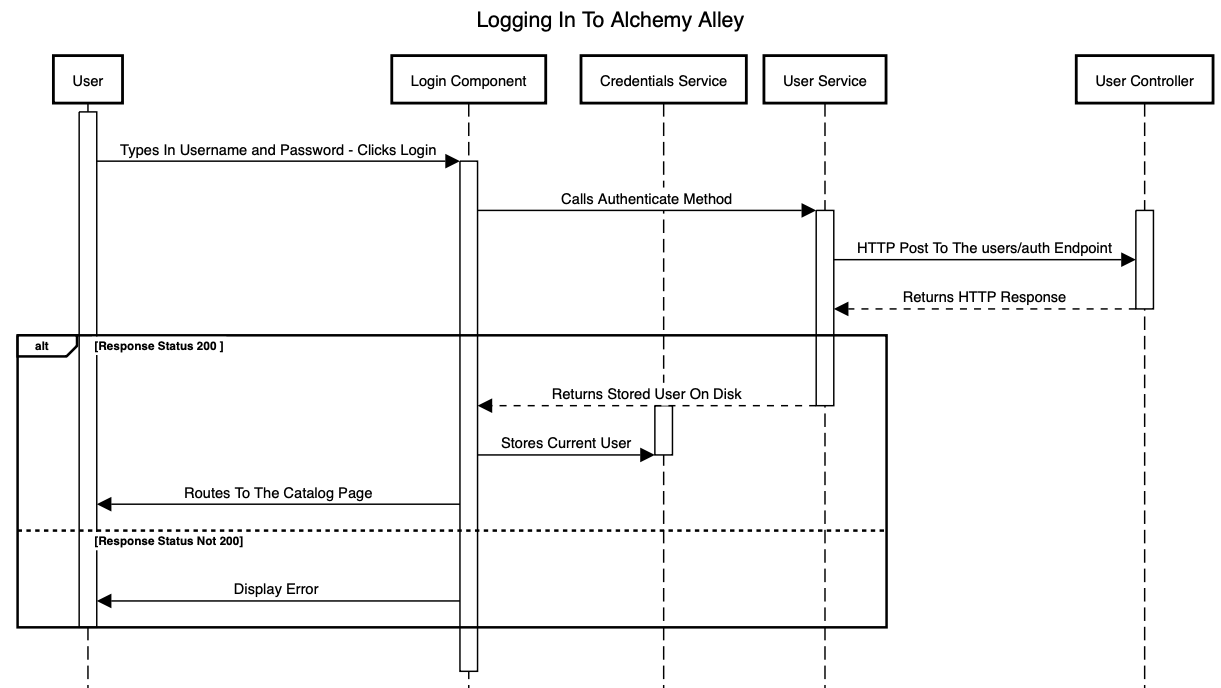 Logging In To Alchemy Alley
User
Login Component
Credentials Service
User Service
User Controller
Types In Username and Password - Clicks Login
Calls Authenticate Method
HTTP Post To The users/auth Endpoint
Returns HTTP Response
alt
[Response Status 200 ]
Returns Stored User On Disk
Stores Current User
Routes To The Catalog Page
[Response Status Not 200]
Display Error